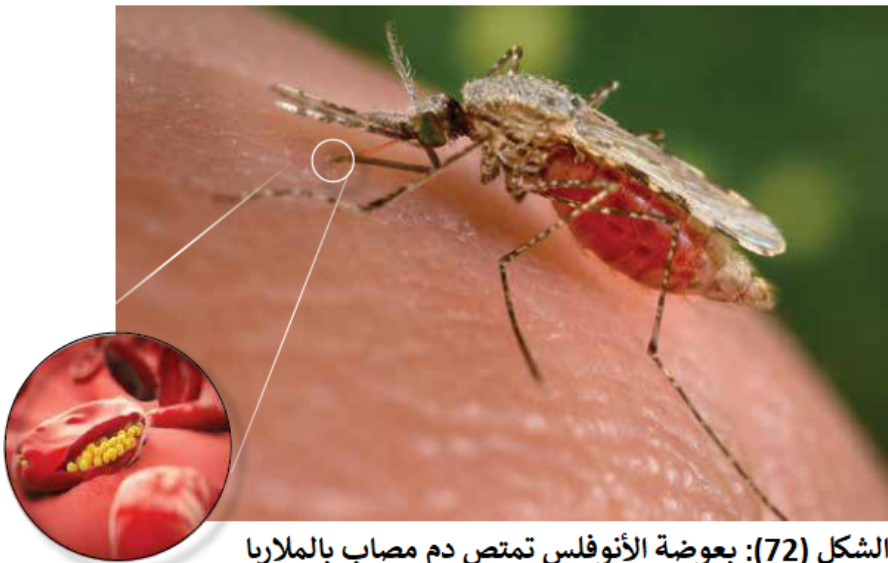 الشكل (72): بعوضة الأنوفلس تمتص دم مصاب بالملاريا